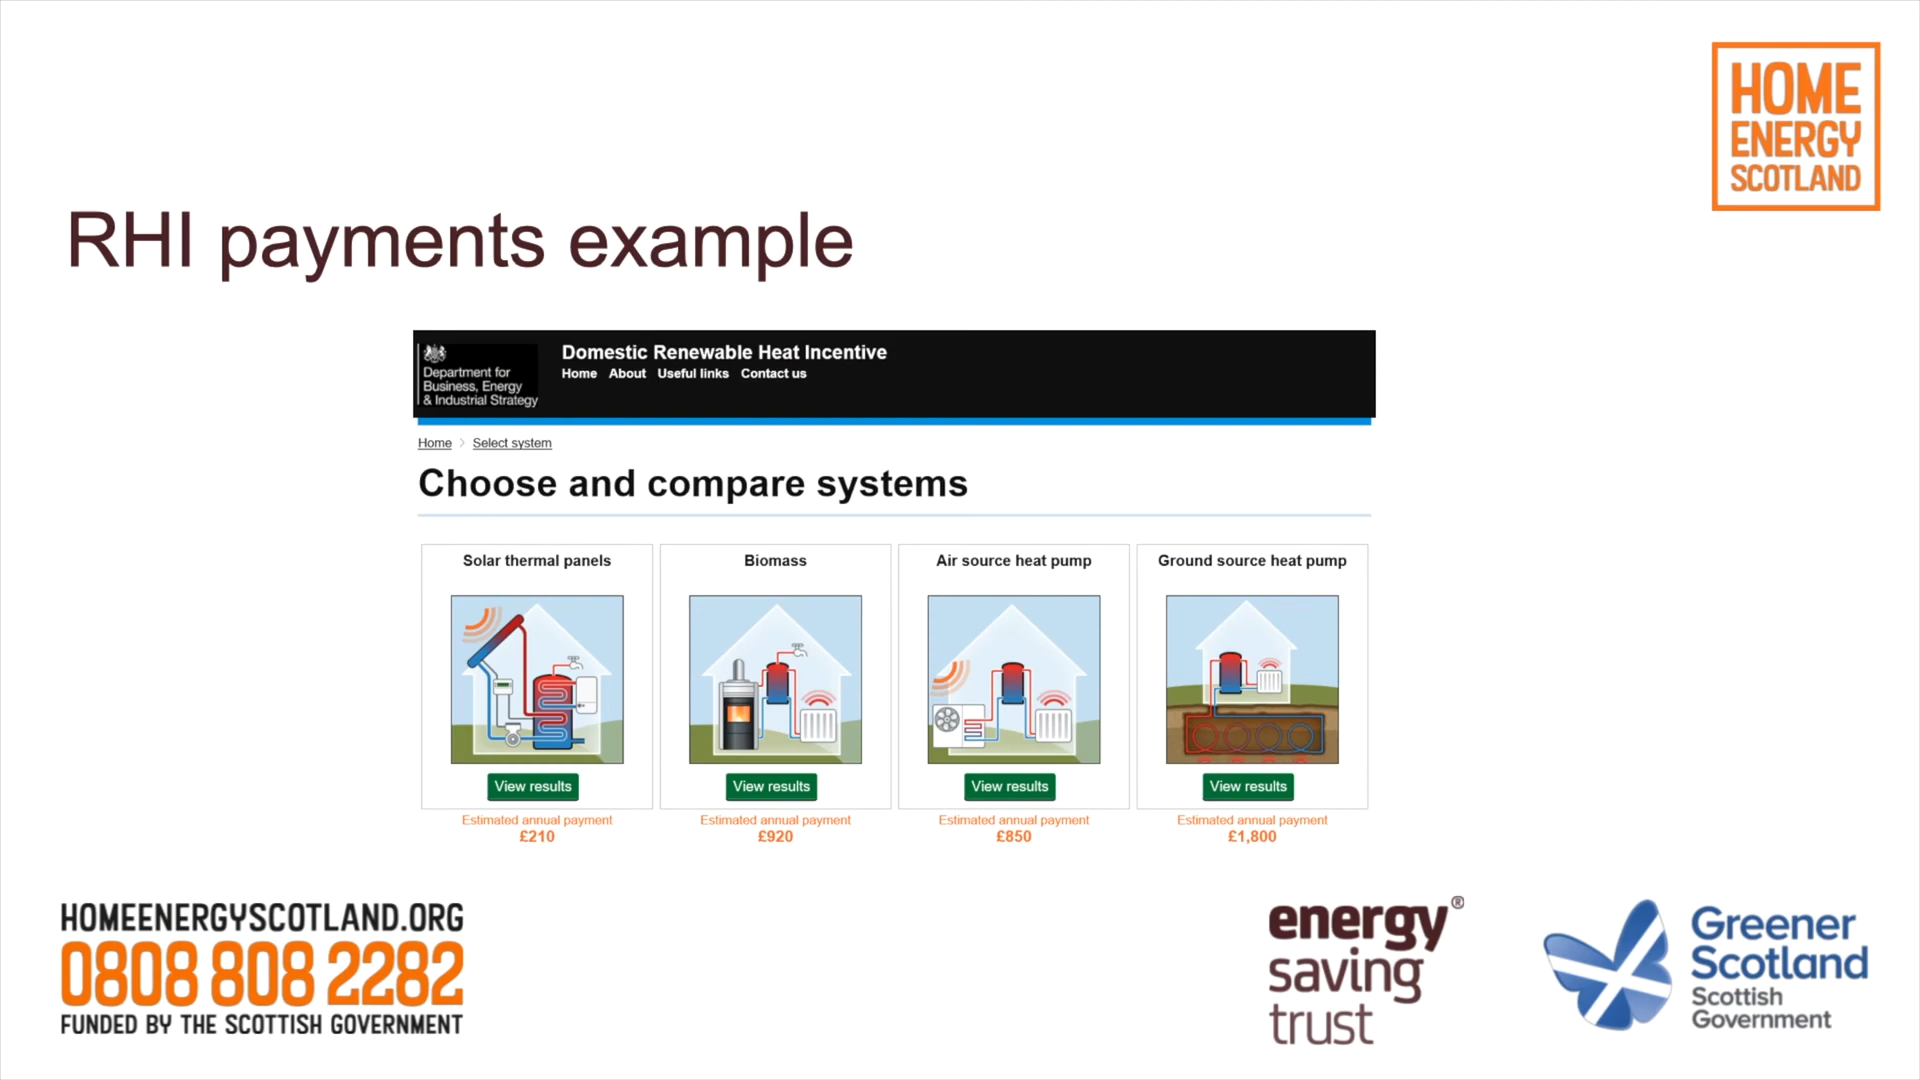 HOME
ENERGY
SCOTLAND
RHI payments example
Department for
Business, Energy
& Industrial Strategy
Domestic Renewable Heat Incentive
Home About Useful links Contact us
Home > Select system
Choose and compare systems
Solar thermal panels
Biomass
Air source heat pump
Ground source heat pump
View results
View results
View results
View results
Estimated annual payment
£210
Estimated annual payment
£920
Estimated annual payment
£850
Estimated annual payment
£1,800
HOMEENERGYSCOTLAND.ORG
0808 808 2282
FUNDED BY THE SCOTTISH GOVERNMENT
energy®
saving
trust
Greener
Scotland
Scottish
Government